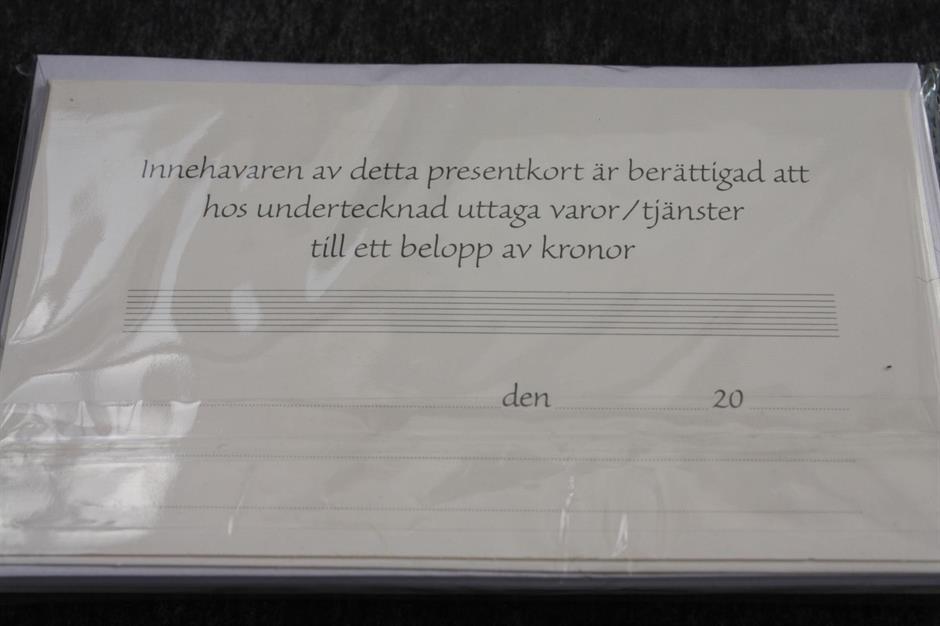 Innehavaren av detta presentkort är berättigad att
hos undertecknad uttaga varor/tjänster
till ett belopp av kronor
den 20